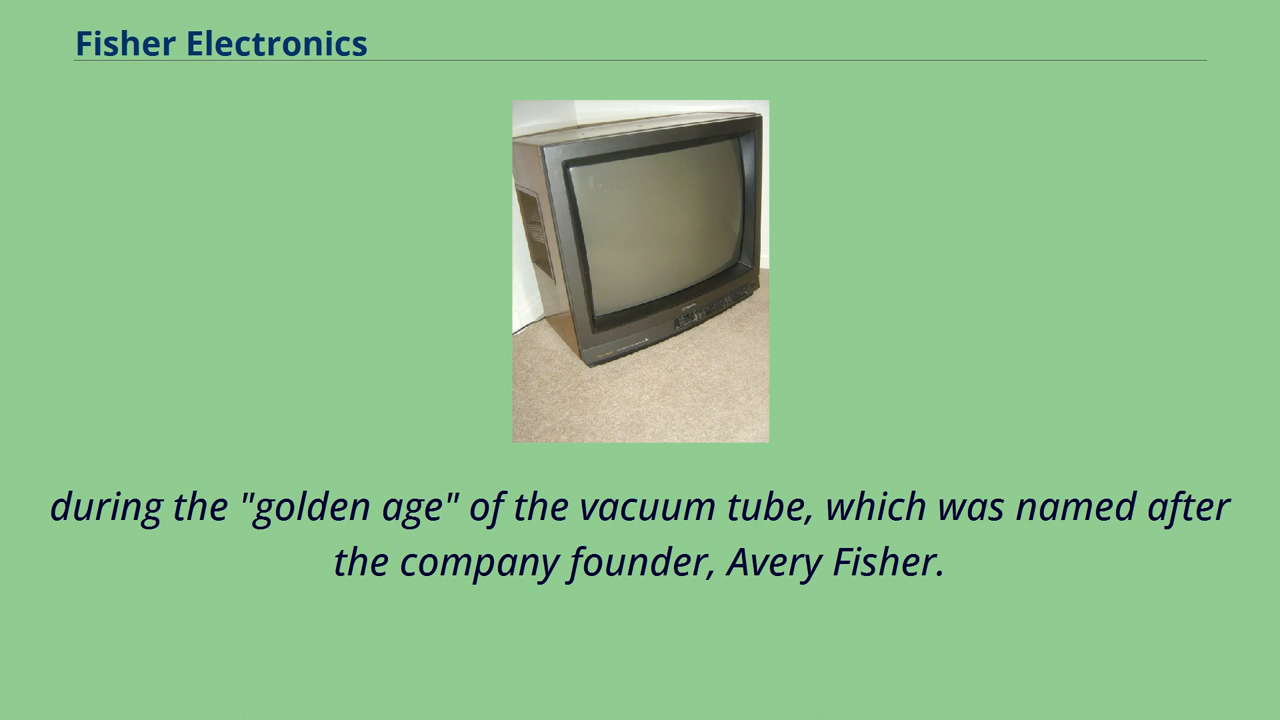 Fisher Electronics
during the "golden age" of the vacuum tube, which was named after
the company founder, Avery Fisher.